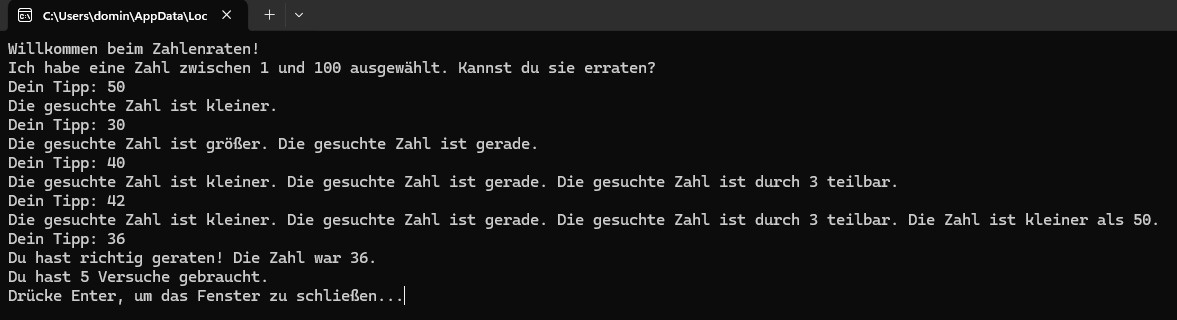 C:\Users\domin\AppData\Loc
Willkommen beim Zahlenraten!
Ich habe eine Zahl zwischen 1 und 100 ausgewählt. Kannst du sie erraten?
Dein Tipp: 50
Die gesuchte Zahl ist kleiner.
Dein Tipp: 30
Die gesuchte Zahl ist größer. Die gesuchte Zahl ist gerade.
Dein Tipp: 40
Die gesuchte Zahl ist kleiner. Die gesuchte Zahl ist gerade. Die gesuchte Zahl ist durch 3 teilbar.
Dein Tipp: 42
Die gesuchte Zahl ist kleiner. Die gesuchte Zahl ist gerade. Die gesuchte Zahl ist durch 3 teilbar. Die Zahl ist kleiner als 50.
Dein Tipp: 36
Du hast richtig geraten! Die Zahl war 36.
Du hast 5 Versuche gebraucht.
Drücke Enter, um das Fenster zu schließen...